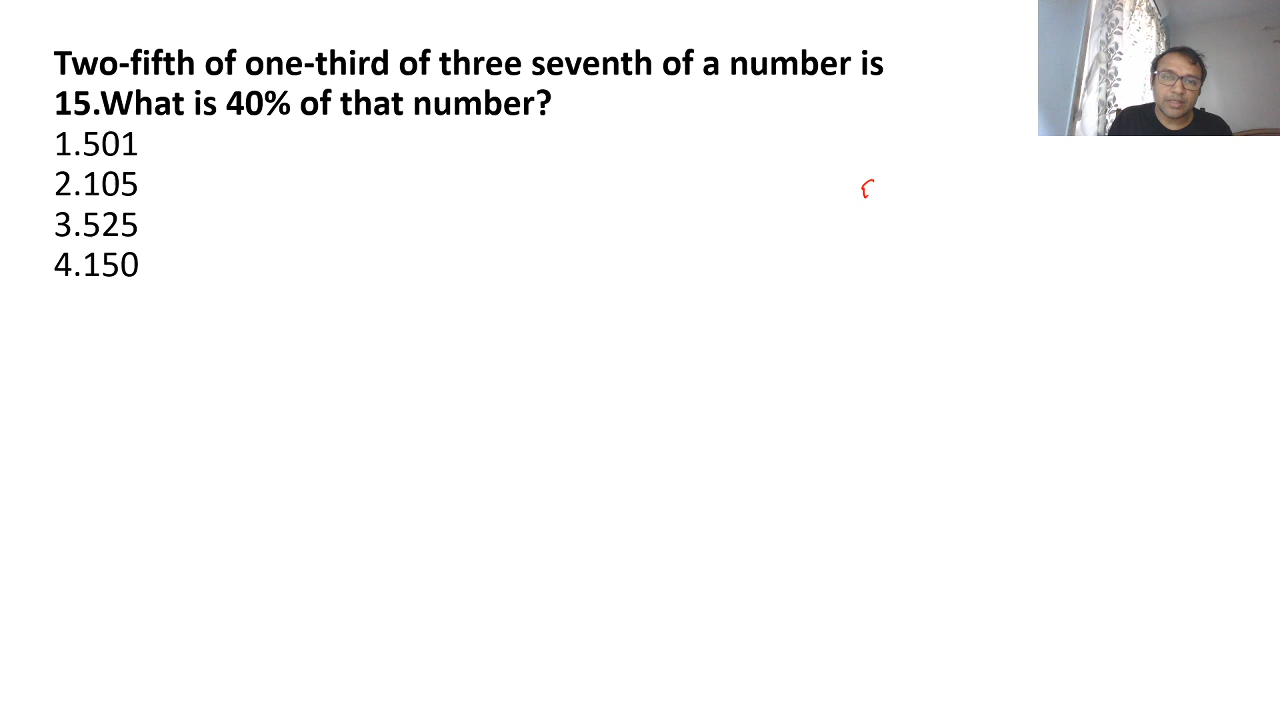 Two-fifth of one-third of three seventh of a number is
15.What is 40% of that number?
1.501
2.105
3.525
4.150